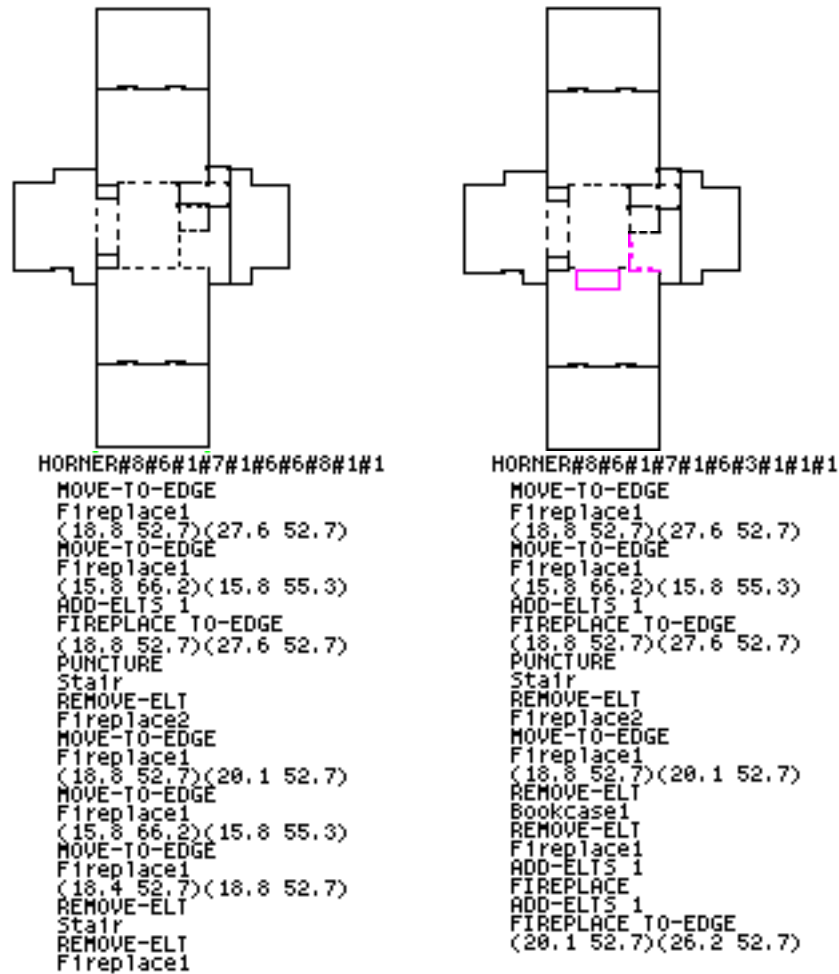 HORNER#8#6#1#7#1#6#6#8#1#1
MOVE-TO-EDGE
Fireplace1
(18.8 52.7)(27.6 52.7)
MOVE-TO-EDGE
Fireplace1
(15.8 66.2)(15.8 55.3)
ADD-ELTS 1
FIREPLACE TO-EDGE
(18.8 52.7)(27.6 52.7)
PUNCTURE
Stair
REMOVE-ELT
Fireplace2
MOVE-TO-EDGE
Fireplace1
(18.8 52.7)(20.1 52.7)
MOVE-TO-EDGE
Fireplace1
(15.8 66.2)(15.8 55.3)
MOVE-TO-EDGE
Fireplace1
(18.4 52.7)(18.8 52.7)
REMOVE-ELT
Stair
REMOVE-ELT
Fireplace1
HORNER#8#6#1#7#1#6#3#1#1#1
MOVE-TO-EDGE
Fireplace1
(18.8 52.7)(27.6 52.7)
MOVE-TO-EDGE
Fireplace1
(15.8 66.2)(15.8 55.3)
ADD-ELTS 1
FIREPLACE TO-EDGE
(18.8 52.7)(27.6 52.7)
PUNCTURE
Stair
REMOVE-ELT
Fireplace2
MOVE-TO-EDGE
Fireplace1
(18.8 52.7)(20.1 52.7)
REMOVE-ELT
Bookcase1
REMOVE-ELT
Fireplace1
ADD-ELTS 1
FIREPLACE
ADD-ELTS 1
FIREPLACE TO-EDGE
(20.1 52.7)(26.2 52.7)